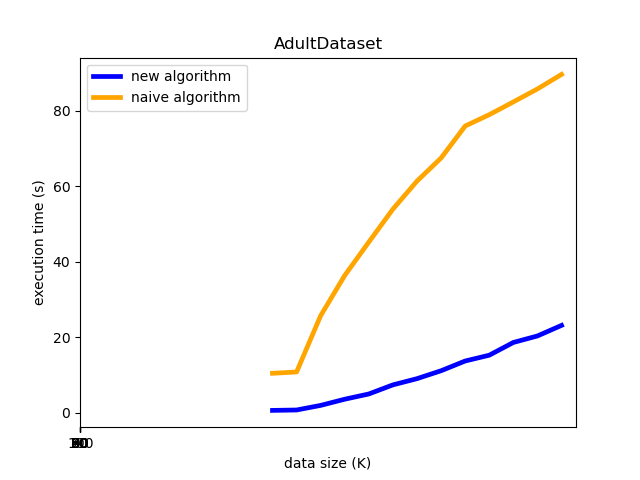 AdultDataset
new algorithm
naive algorithm
80
60
40
20
0
execution time (s)
data size (K)